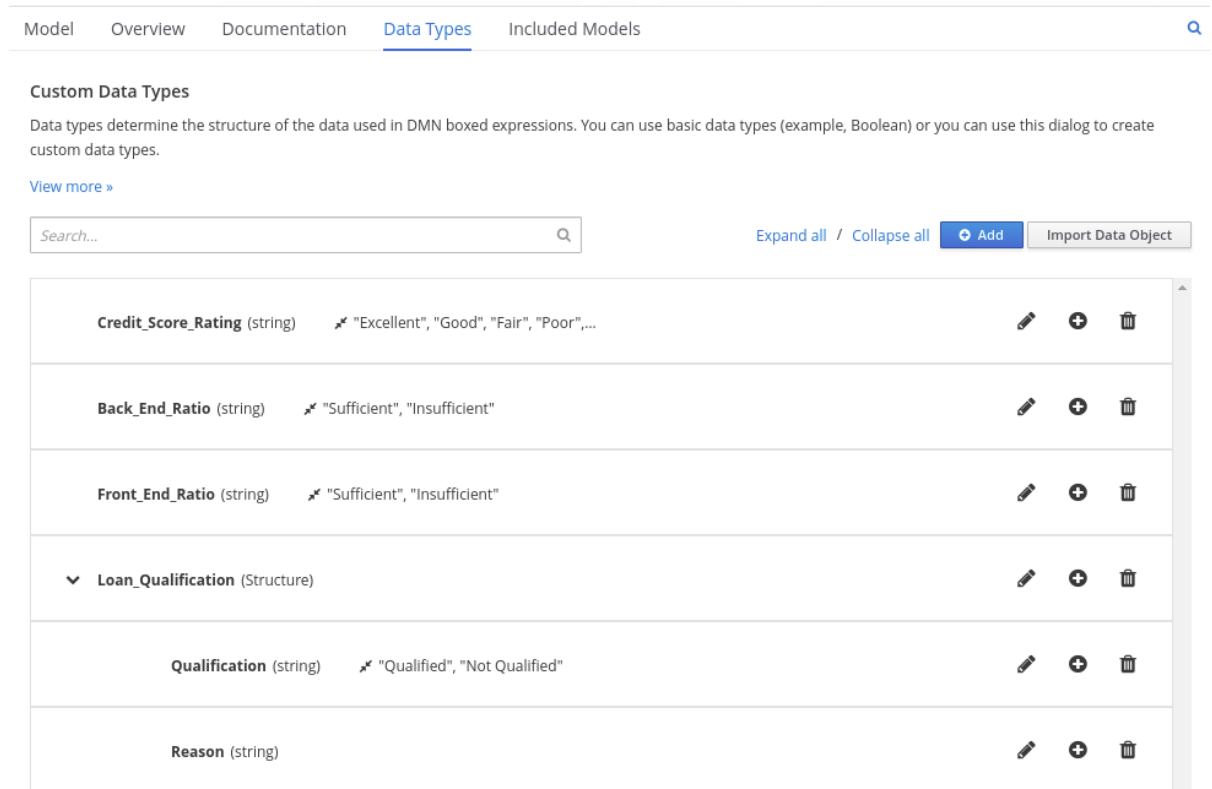 Model Overview Documentation Data Types Included Models
Custom Data Types
Data types determine the structure of the data used in DMN boxed expressions. You can use basic data types (example, Boolean) or you can use this dialog to create
custom data types.
View more »
Search... Expand all / Collapse all Add Import Data Object
Credit_Score_Rating (string) "Excellent", "Good", "Fair", "Poor",...
Back_End_Ratio (string) "Sufficient", "Insufficient"
Front_End_Ratio (string) "Sufficient", "Insufficient"
Loan_Qualification (Structure)
Qualification (string) "Qualified", "Not Qualified"
Reason (string)